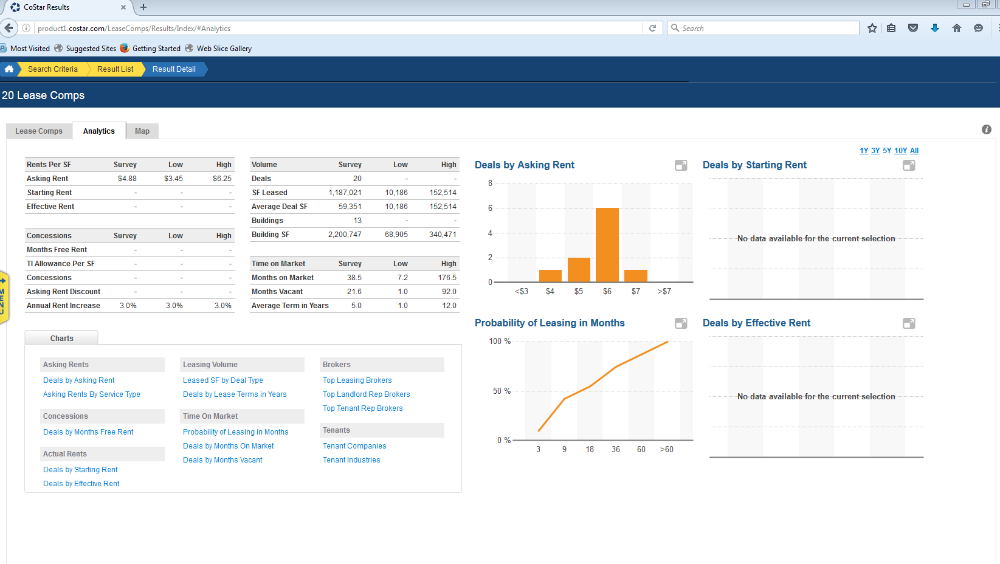 CoStar Results
product1.costar.com/LeaseComps/Results/Index/#Analytics
Search
Most Visited Suggested Sites Getting Started Web Slice Gallery
Search Criteria Result List Result Detail
20 Lease Comps
Lease Comps Analytics Map
1Y 3Y 5Y 10Y All
Rents Per SF Survey Low High
Asking Rent $4.88 $3.45 $6.25
Starting Rent - - -
Effective Rent - - -
Concessions Survey Low High
Months Free Rent - - -
TI Allowance Per SF - - -
Concessions - - -
Asking Rent Discount - - -
Annual Rent Increase 3.0% 3.0% 3.0%
Volume Survey Low High
Deals 20 - -
SF Leased 1,187,021 10,186 152,514
Average Deal SF 59,351 10,186 152,514
Buildings 13 - -
Building SF 2,200,747 68,905 340,471
Time on Market Survey Low High
Months on Market 38.5 7.2 176.5
Months Vacant 21.6 1.0 92.0
Average Term in Years 5.0 1.0 12.0
MENU
Charts
Asking Rents
Deals by Asking Rent
Asking Rents By Service Type
Concessions
Deals by Months Free Rent
Actual Rents
Deals by Starting Rent
Deals by Effective Rent
Leasing Volume
Leased SF by Deal Type
Deals by Lease Terms in Years
Time On Market
Probability of Leasing in Months
Deals by Months On Market
Deals by Months Vacant
Brokers
Top Leasing Brokers
Top Landlord Rep Brokers
Top Tenant Rep Brokers
Tenants
Tenant Companies
Tenant Industries
Deals by Asking Rent
8
6
4
2
0
<$3 $4 $5 $6 $7 >$7
Deals by Starting Rent
No data available for the current selection
Probability of Leasing in Months
100 %
50 %
0 %
3 9 18 36 60 >60
Deals by Effective Rent
No data available for the current selection